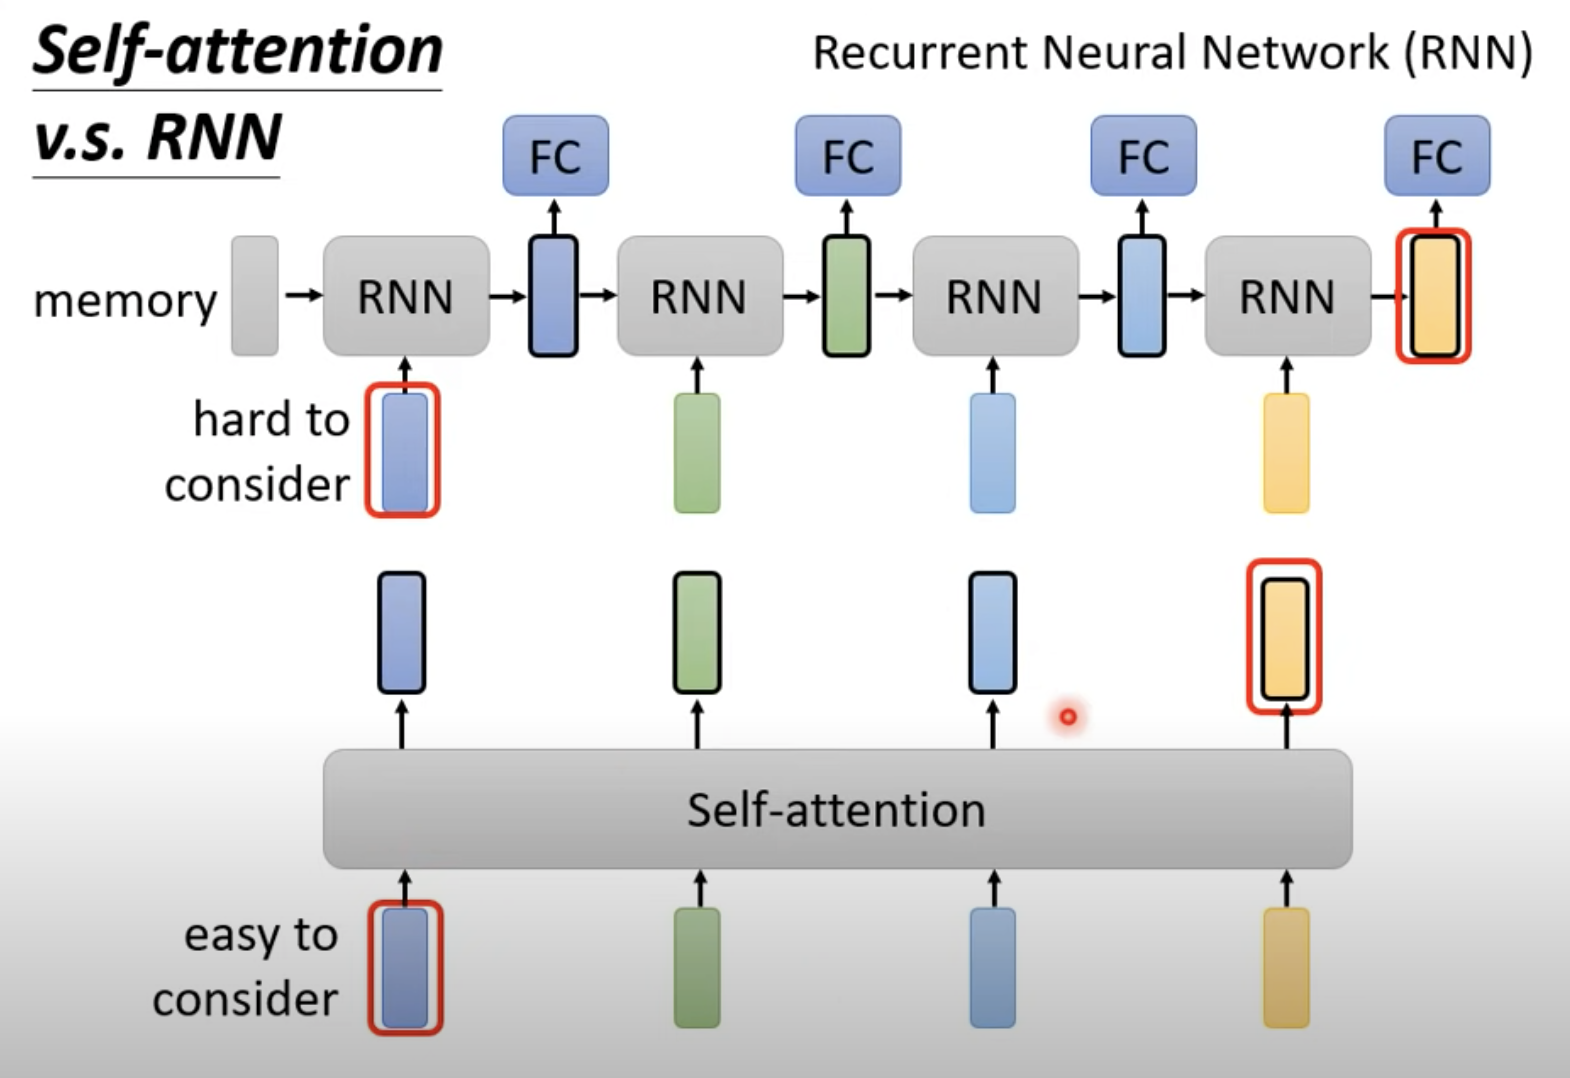 Self-attention
v.s. RNN
Recurrent Neural Network (RNN)
FC
FC
FC
FC
memory
RNN
RNN
RNN
RNN
hard to
consider
Self-attention
easy to
consider